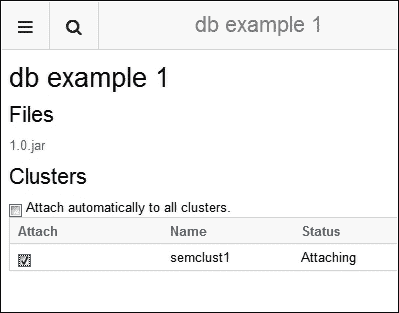 db example 1
db example 1
Files
1.0.jar
Clusters
Attach automatically to all clusters.
Attach Name Status
semclust1 Attaching